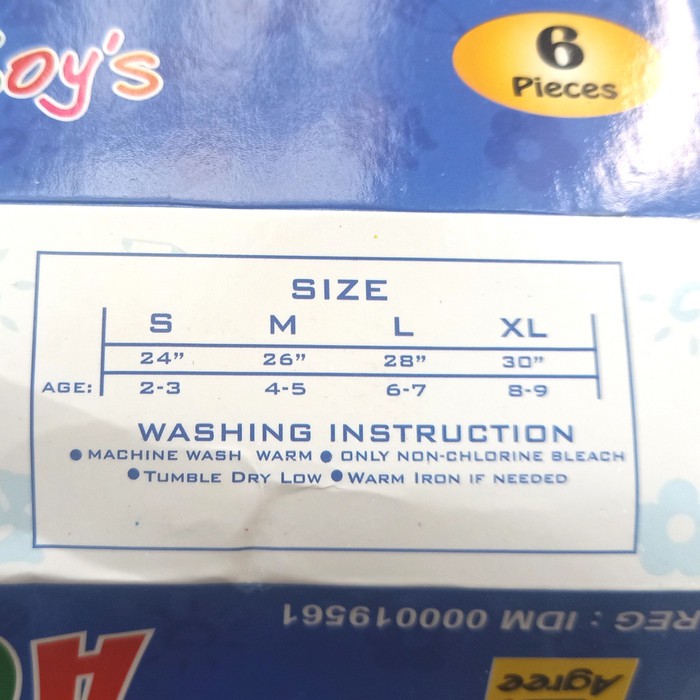 Boy's
6
Pieces
SIZE
S M L XL
24" 26" 28" 30"
AGE: 2-3 4-5 6-7 8-9
WASHING INSTRUCTION
• MACHINE WASH WARM • ONLY NON-CHLORINE BLEACH
• TUMBLE DRY LOW • WARM IRON IF NEEDED
REG : IDM 000019561
Agree